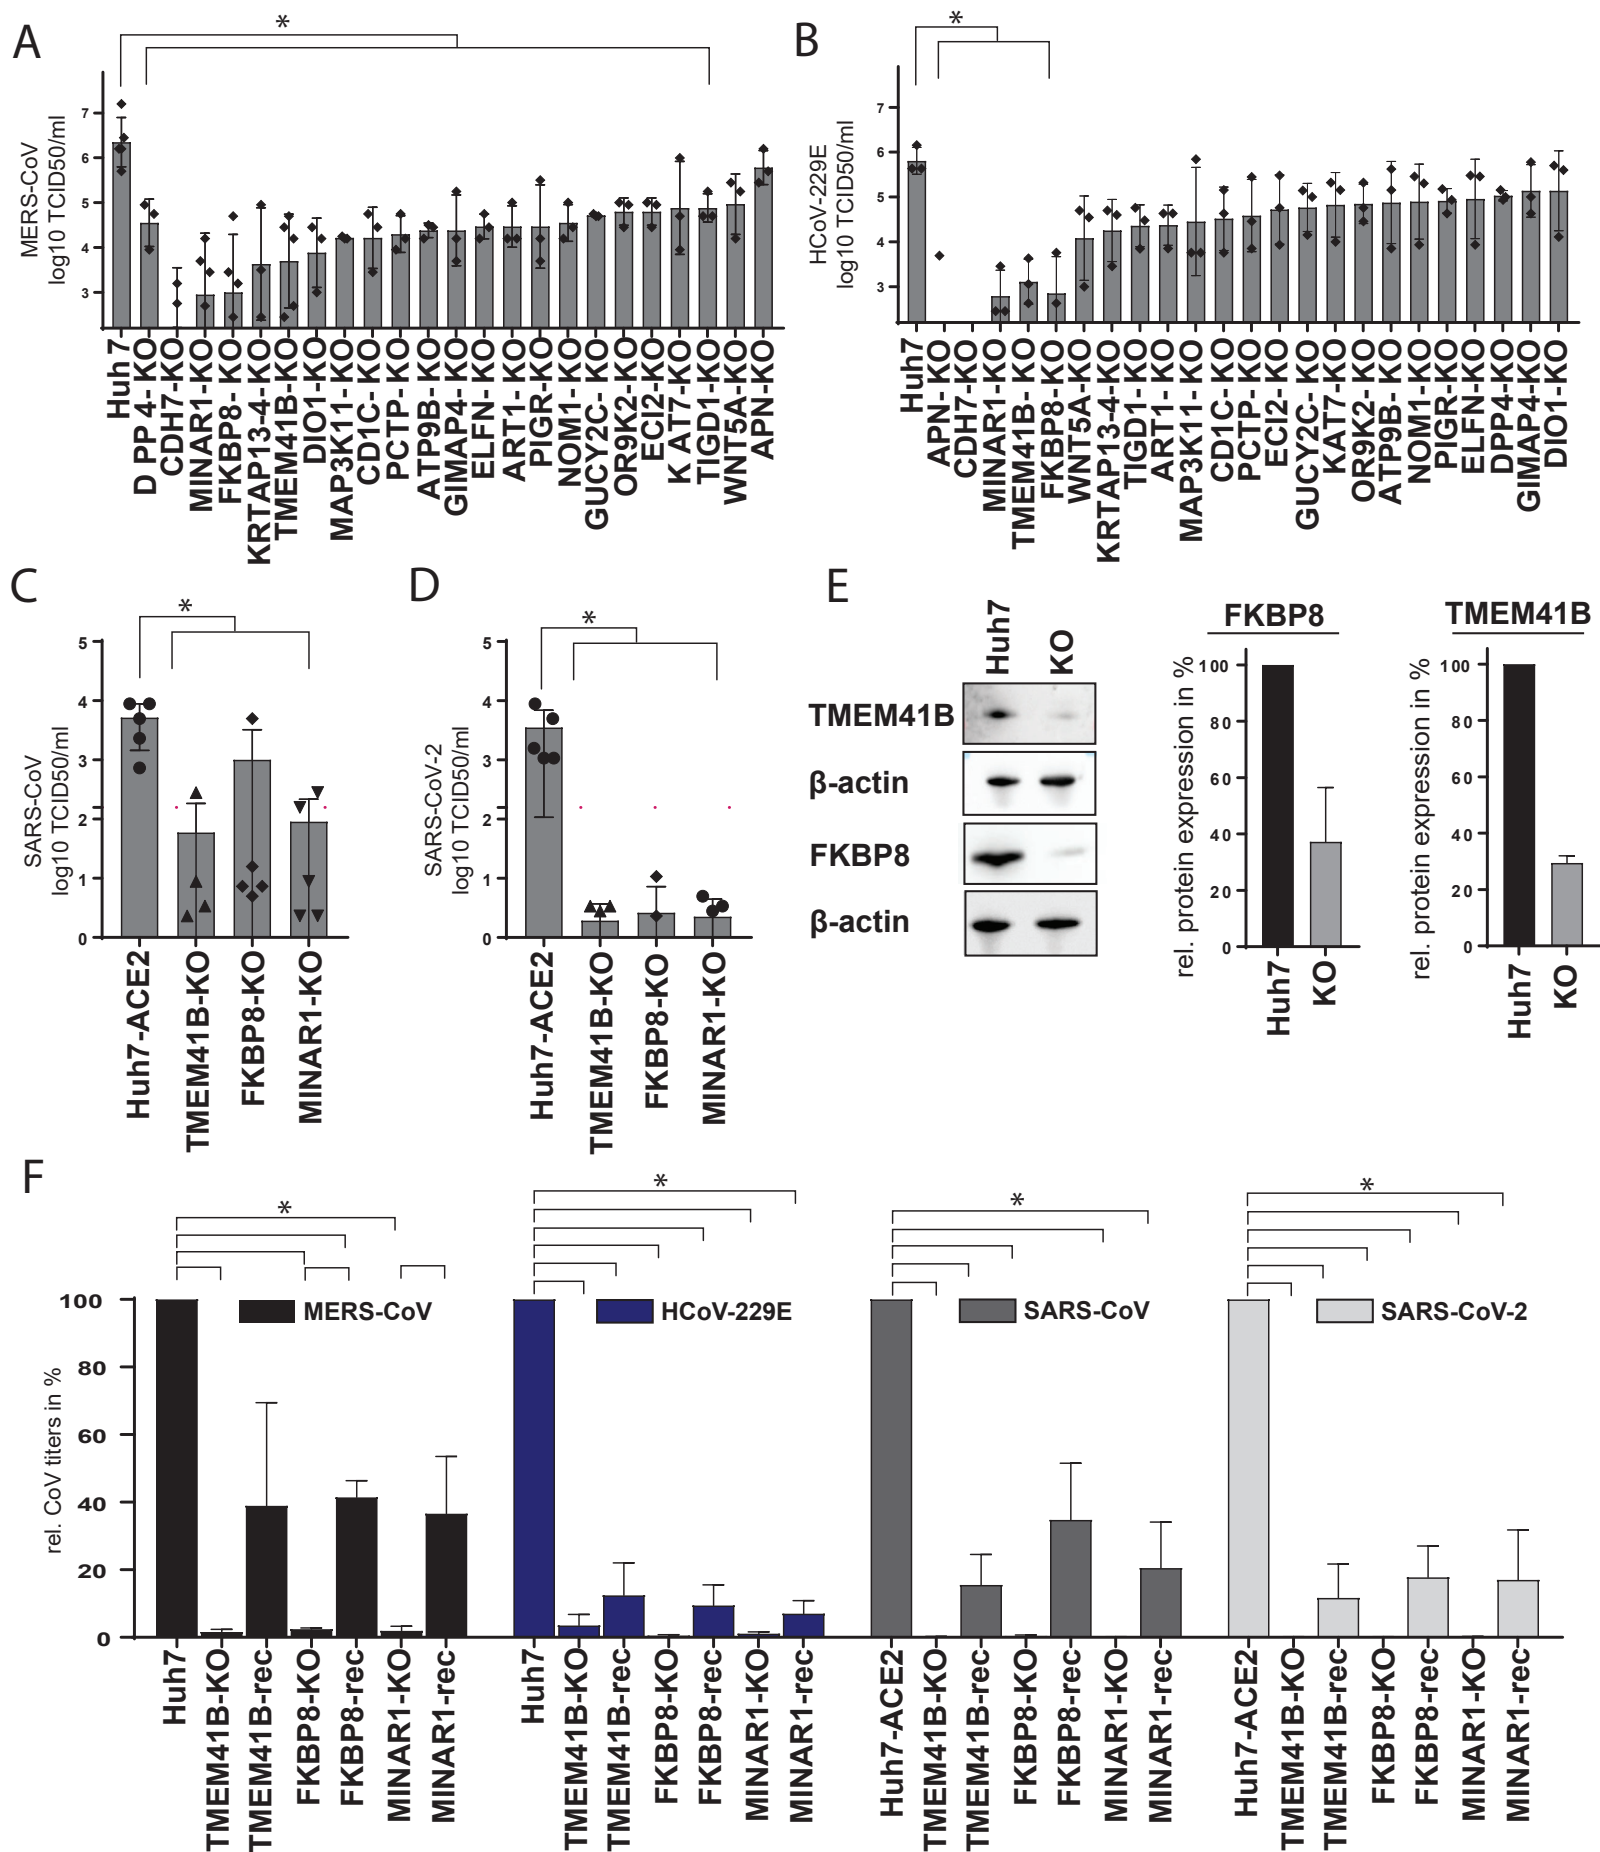 A
*
MERS-CoV
log10 TCID50/ml
7
6
5
4
3
Huh 7
D PP 4- KO
CDH7-KO
MINAR1-KO
FKBP8- KO
KRTAP13-4-KO
TMEM41B-KO
DIO1-KO
MAP3K11-KO
CD1C-KO
PCTP- KO
ATP9B- KO
GIMAP4- KO
ELFN- KO
ART1- KO
PIGR-KO
NOM1- KO
GUCY2C- KO
OR9K2-KO
ECI2-KO
K AT7- KO
TIGD1-KO
WNT5A-KO
APN-KO
B
*
HCoV-229E
log10 TCID50/ml
7
6
5
4
3
Huh7
APN- KO
CDH7-KO
MINAR1- KO
TMEM41B- KO
FKBP8-KO
WNT5A-KO
KRTAP13-4- KO
TIGD1- KO
ART1- KO
MAP3K11- KO
CD1C- KO
PCTP- KO
ECI2- KO
GUCY2C- KO
KAT7- KO
OR9K2- KO
ATP9B- KO
NOM1- KO
PIGR- KO
ELFN- KO
DPP4- KO
GIMAP4- KO
DIO1- KO
C
*
SARS-CoV
log10 TCID50/ml
5
4
3
2
1
0
Huh7-ACE2
TMEM41B-KO
FKBP8-KO
MINAR1-KO
D
*
SARS-CoV-2
log10 TCID50/ml
5
4
3
2
1
0
Huh7-ACE2
TMEM41B-KO
FKBP8-KO
MINAR1-KO
E
Huh7
KO
TMEM41B
β-actin
FKBP8
β-actin
FKBP8
rel. protein expression in %
100
80
60
40
20
0
Huh7
KO
TMEM41B
rel. protein expression in %
100
80
60
40
20
0
Huh7
KO
F
*
*
*
*
rel. CoV titers in %
100
80
60
40
20
0
MERS-CoV
HCoV-229E
SARS-CoV
SARS-CoV-2
Huh7
TMEM41B-KO
TMEM41B-rec
FKBP8-KO
FKBP8-rec
MINAR1-KO
MINAR1-rec
Huh7
TMEM41B-KO
TMEM41B-rec
FKBP8-KO
FKBP8-rec
MINAR1-KO
MINAR1-rec
Huh7-ACE2
TMEM41B-KO
TMEM41B-rec
FKBP8-KO
FKBP8-rec
MINAR1-KO
MINAR1-rec
Huh7-ACE2
TMEM41B-KO
TMEM41B-rec
FKBP8-KO
FKBP8-rec
MINAR1-KO
MINAR1-rec